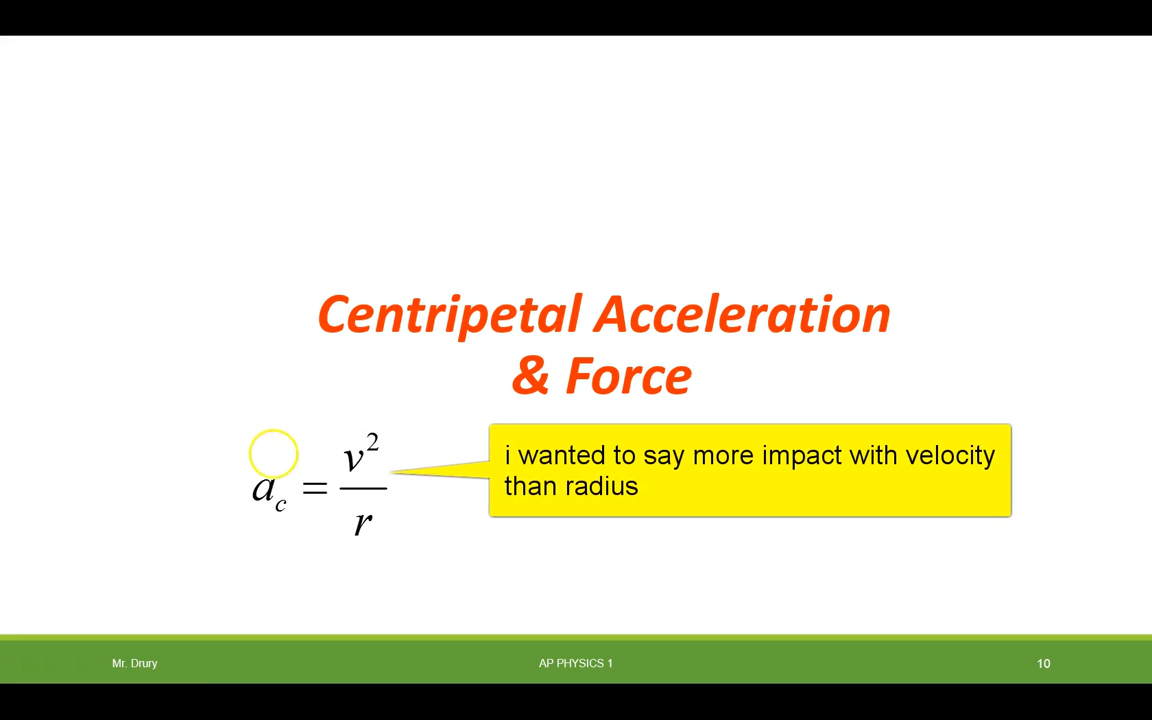 Centripetal Acceleration
& Force
a_c = v^2 / r
i wanted to say more impact with velocity
than radius
Mr. Drury
AP PHYSICS 1
10